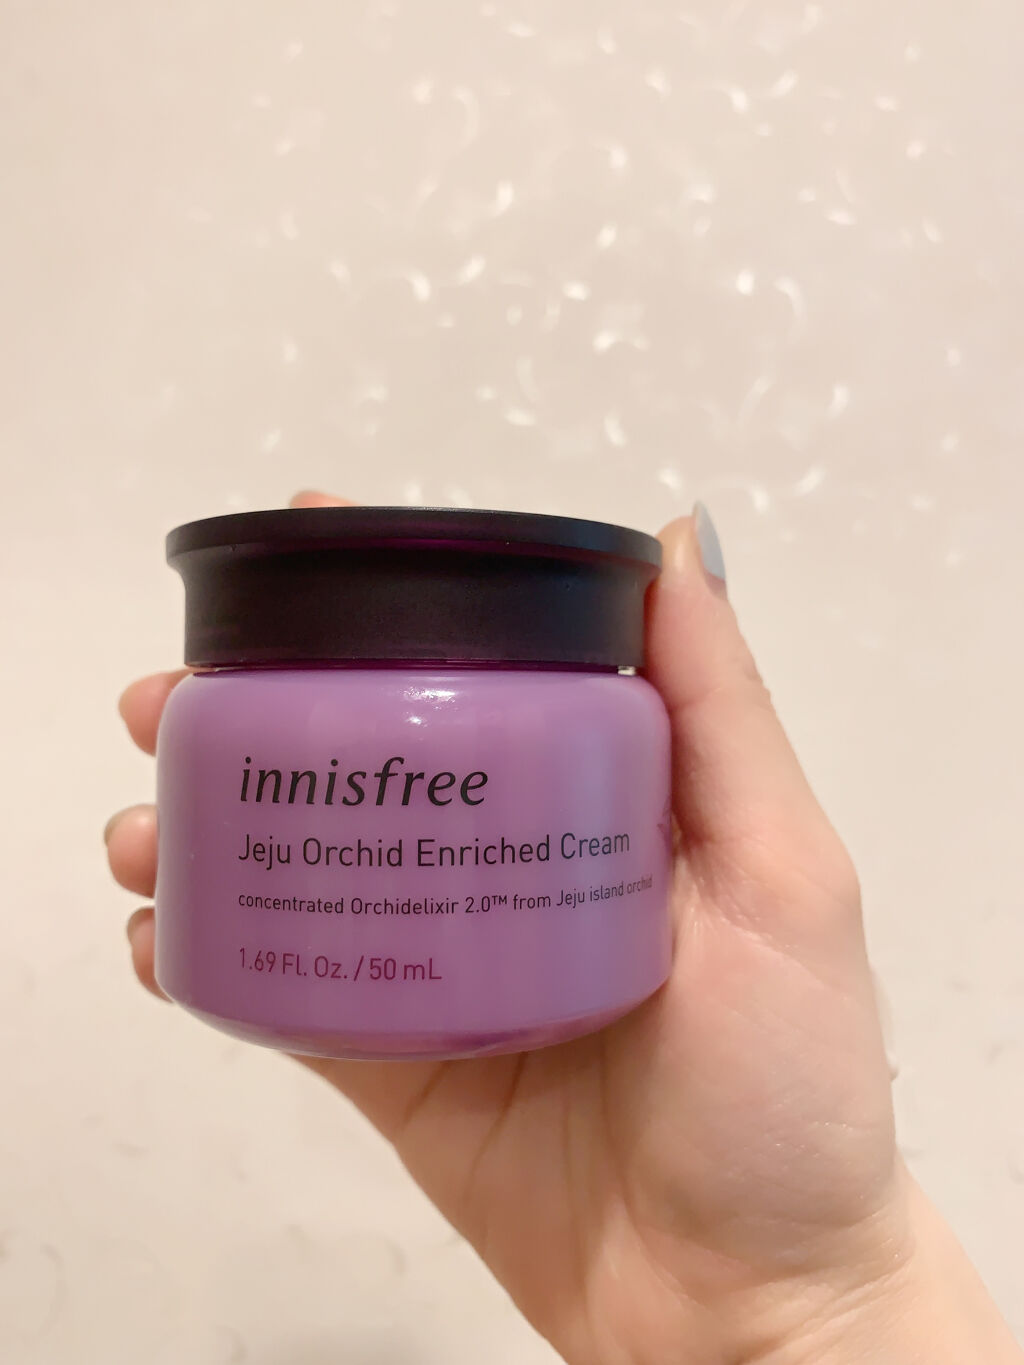 innisfree
Jeju Orchid Enriched Cream
concentrated Orchidelixir 2.0™ from Jeju island orchid
1.69 Fl. Oz. / 50 mL